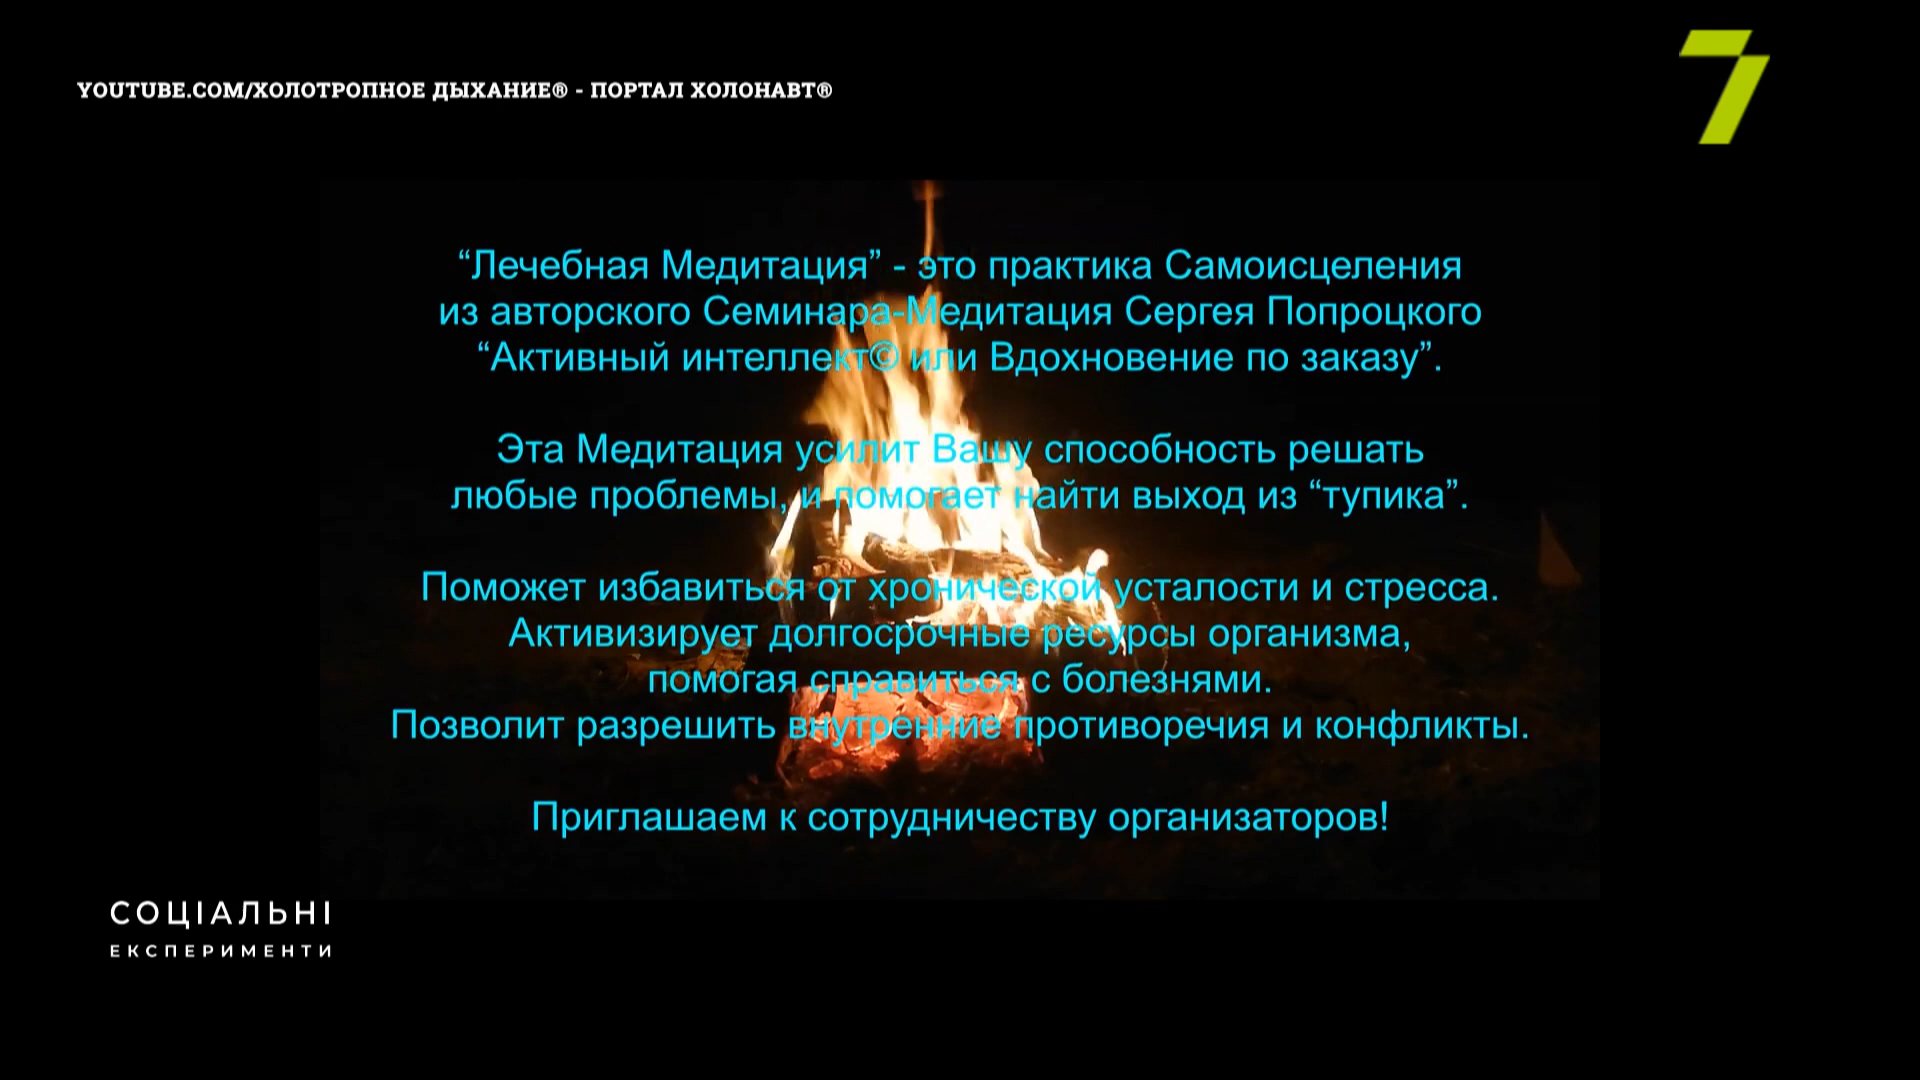 YOUTUBE.COM/ХОЛОТРОПНОЕ ДЫХАНИЕ® - ПОРТАЛ ХОЛОНАВТ®
7
“Лечебная Медитация” - это практика Самоисцеления
из авторского Семинара-Медитация Сергея Попроцкого
“Активный интеллект© или Вдохновение по заказу”.
Эта Медитация усилит Вашу способность решать
любые проблемы, и помогает найти выход из “тупика”.
Поможет избавиться от хронической усталости и стресса.
Активизирует долгосрочные ресурсы организма,
помогая справиться с болезнями.
Позволит разрешить внутренние противоречия и конфликты.
Приглашаем к сотрудничеству организаторов!
СОЦІАЛЬНІ
ЕКСПЕРИМЕНТИ